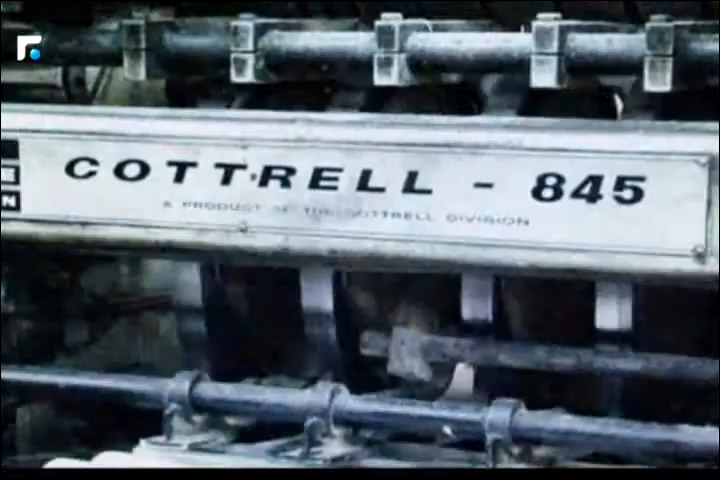 COTTRELL - 845
A PRODUCT OF THE COTTRELL DIVISION